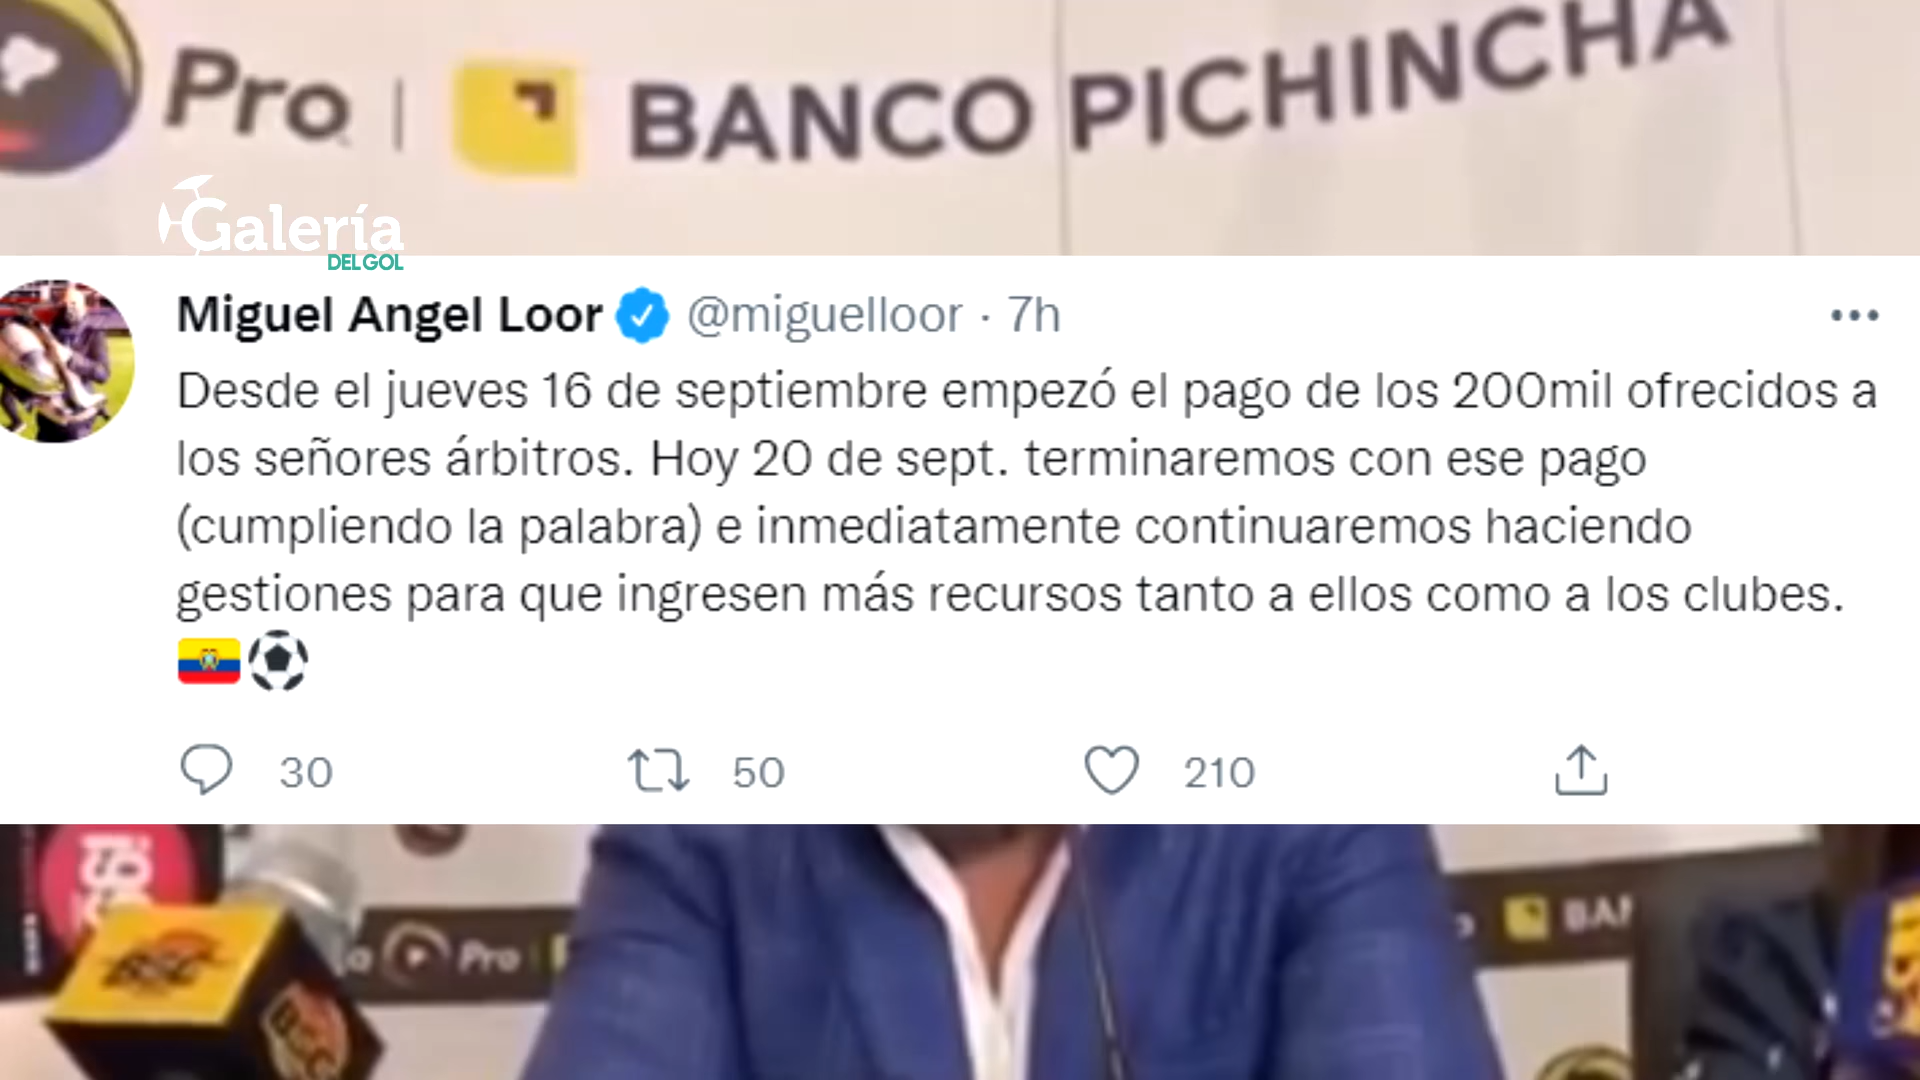 Pro | BANCO PICHINCHA
Galería
DEL GOL
Miguel Angel Loor @miguelloor · 7h
Desde el jueves 16 de septiembre empezó el pago de los 200mil ofrecidos a
los señores árbitros. Hoy 20 de sept. terminaremos con ese pago
(cumpliendo la palabra) e inmediatamente continuaremos haciendo
gestiones para que ingresen más recursos tanto a ellos como a los clubes.
30 50 210
Pro
BSC
BSC